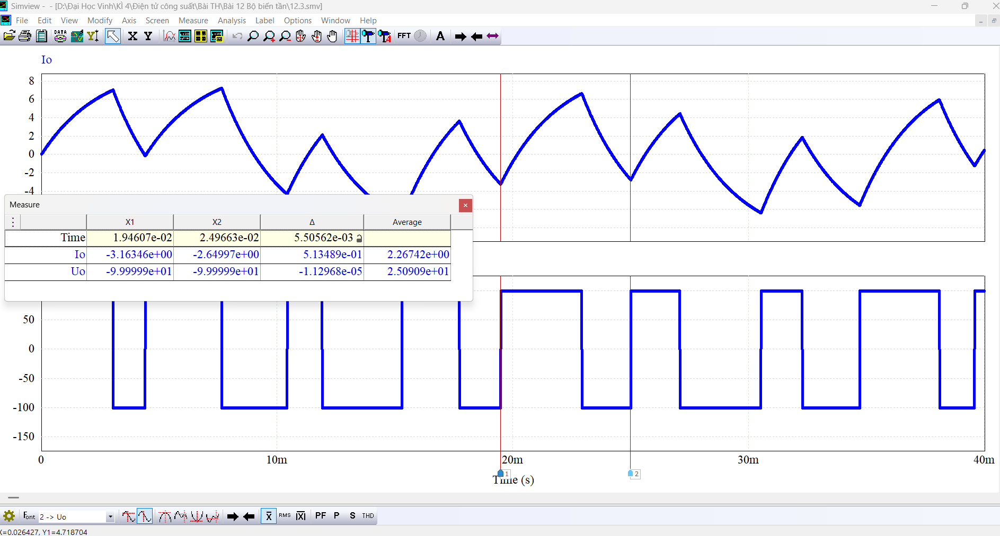 Simview - - [D:\Đại Học Vinh\KÌ 4\Điện tử công suất\Bài TH\Bài 12 Bộ biến tần\12.3.smv]
File Edit View Modify Axis Screen Measure Analysis Label Options Window Help
DATA Y X Y FFT A A
Io
8
6
4
2
0
-2
-4
Measure
X1 X2 Δ Average
Time 1.94607e-02 2.49663e-02 5.50562e-03
Io -3.16346e+00 -2.64997e+00 5.13489e-01 2.26742e+00
Uo -9.99999e+01 -9.99999e+01 -1.12968e-05 2.50909e+01
50
0
-50
-100
-150
0 10m 20m 30m 40m
1 2
Time (s)
Font 2 -> Uo X RMS |X| PF P S THD
X=0.026427, Y1=4.718704